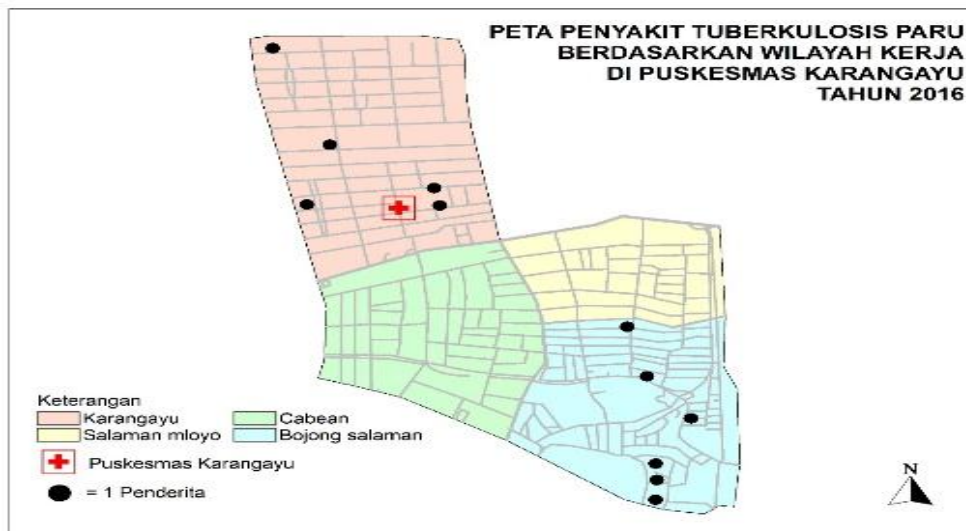 PETA PENYAKIT TUBERKULOSIS PARU
BERDASARKAN WILAYAH KERJA
DI PUSKESMAS KARANGAYU
TAHUN 2016
Keterangan
Karangayu
Cabean
Salaman mloyo
Bojong salaman
Puskesmas Karangayu
= 1 Penderita
N